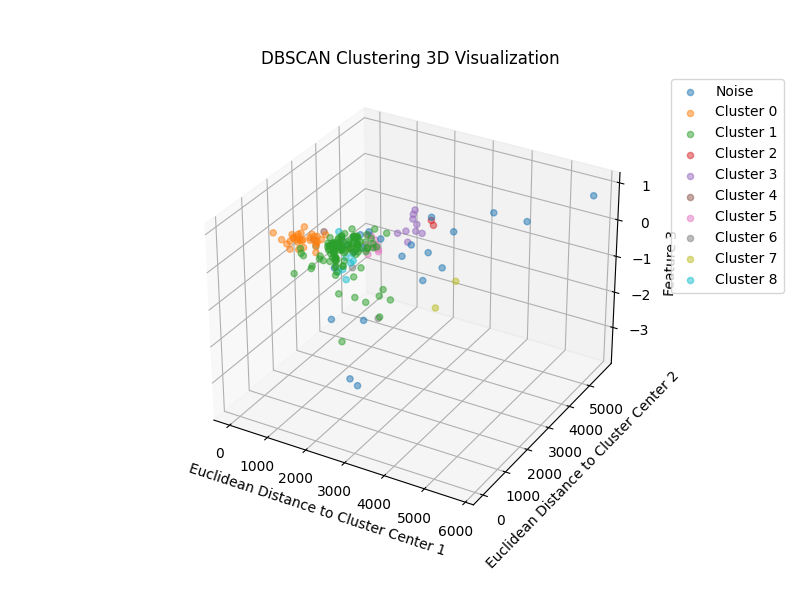 DBSCAN Clustering 3D Visualization
Noise
Cluster 0
Cluster 1
Cluster 2
Cluster 3
Cluster 4
Cluster 5
Cluster 6
Cluster 7
Cluster 8
1
0
−1
−2
−3
Feature 3
0
1000
2000
3000
4000
5000
6000
Euclidean Distance to Cluster Center 1
0
1000
2000
3000
4000
5000
Euclidean Distance to Cluster Center 2